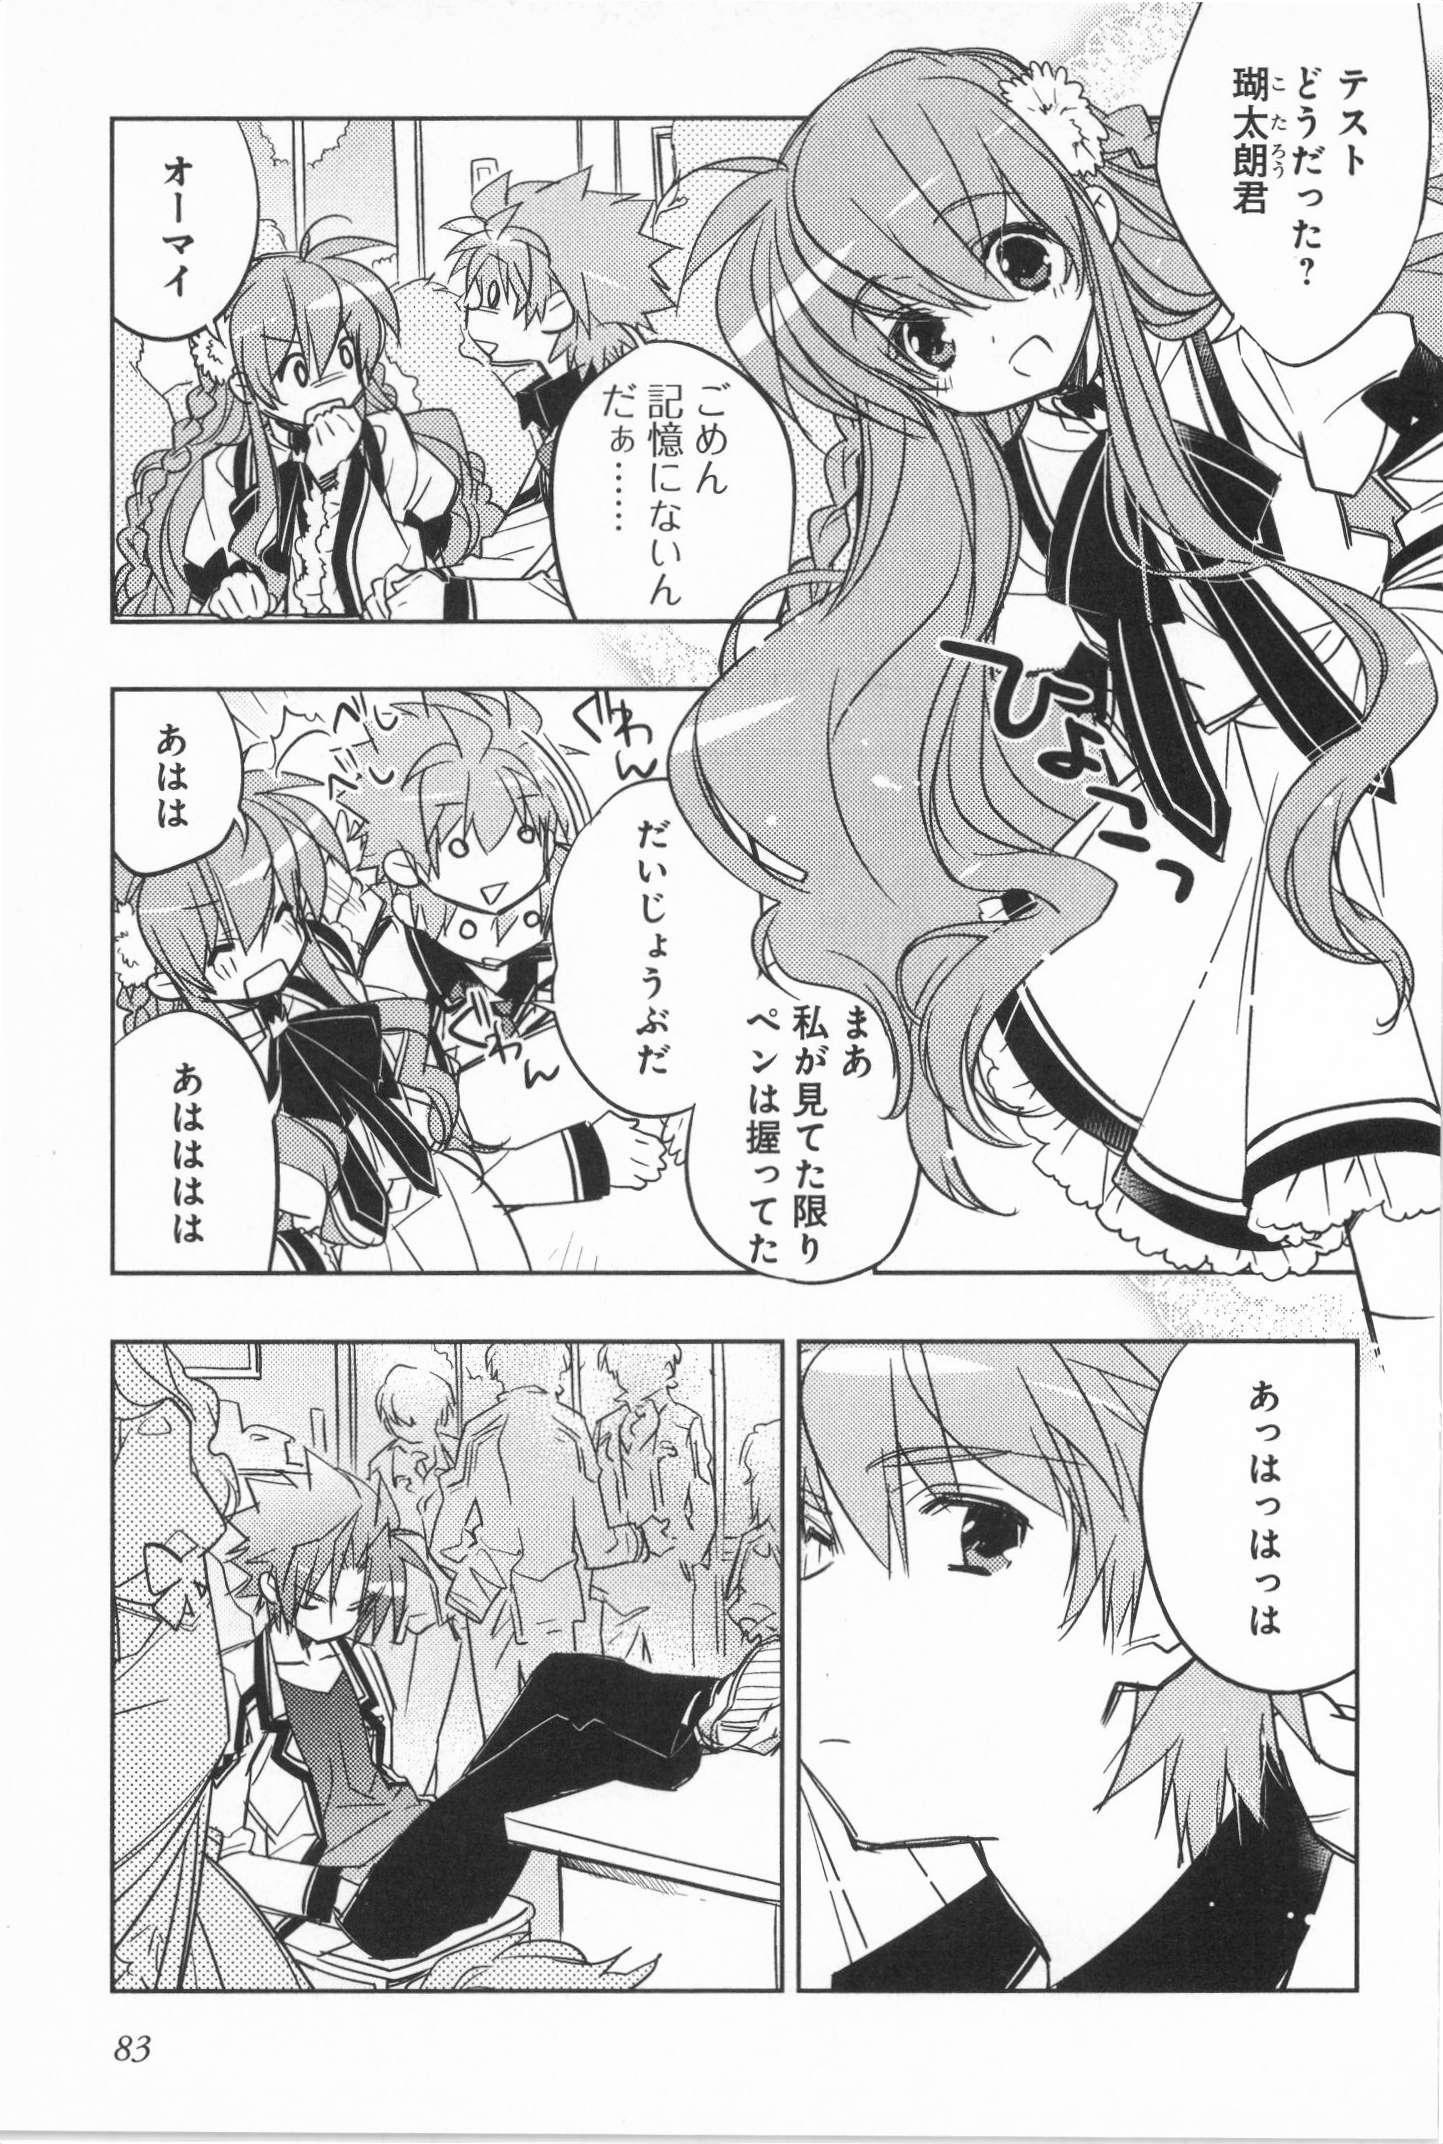 テスト
どうだった？
瑚太朗君
こ たろう
ひょこっ
ごめん
記憶にないん
だぁ……
オーマイ
まあ
私が見てた限り
ペンは握ってた
だいじょうぶだ
ぐわん
ぐわん
べし
べし
あはは
あはははは
あっはっはっは
83